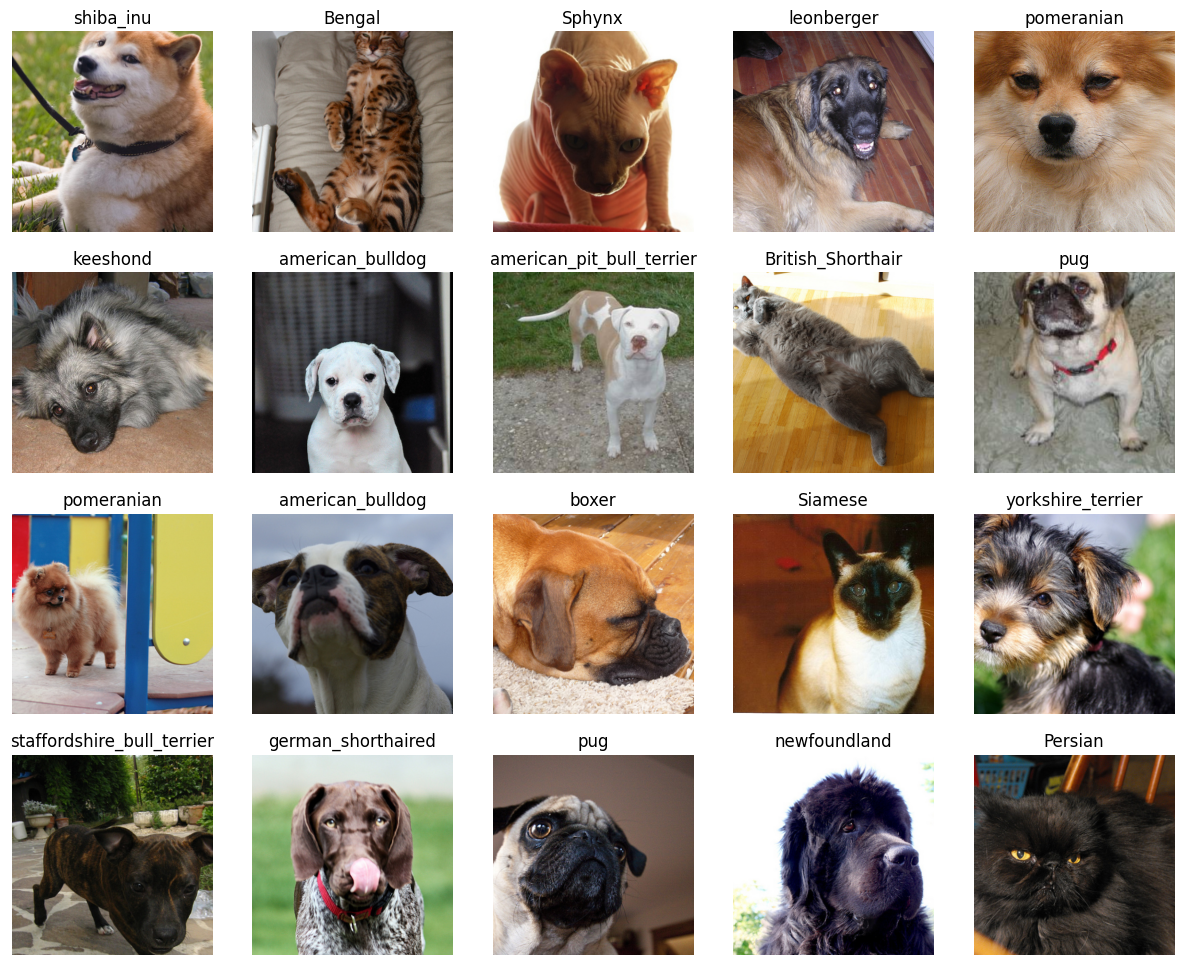 shiba_inu
Bengal
Sphynx
leonberger
pomeranian
keeshond
american_bulldog
american_pit_bull_terrier
British_Shorthair
pug
pomeranian
american_bulldog
boxer
Siamese
yorkshire_terrier
staffordshire_bull_terrier
german_shorthaired
pug
newfoundland
Persian